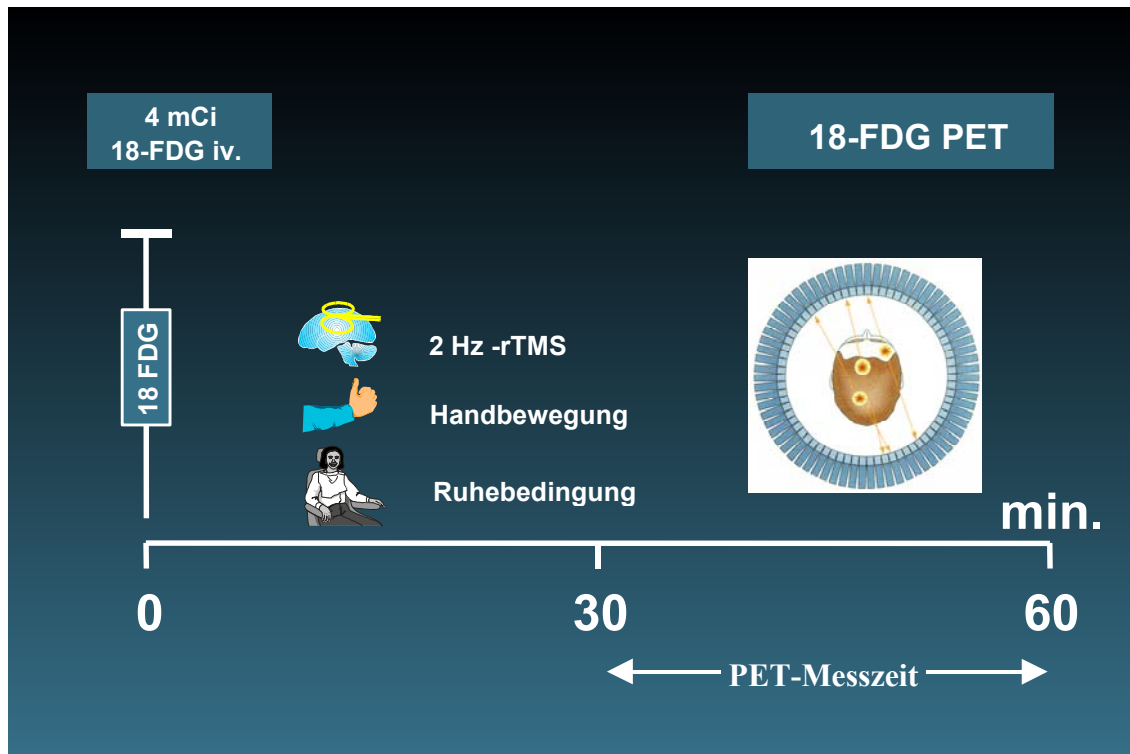 4 mCi
18-FDG iv.
18-FDG PET
18 FDG
2 Hz -rTMS
Handbewegung
Ruhebedingung
min.
0
30
60
PET-Messzeit